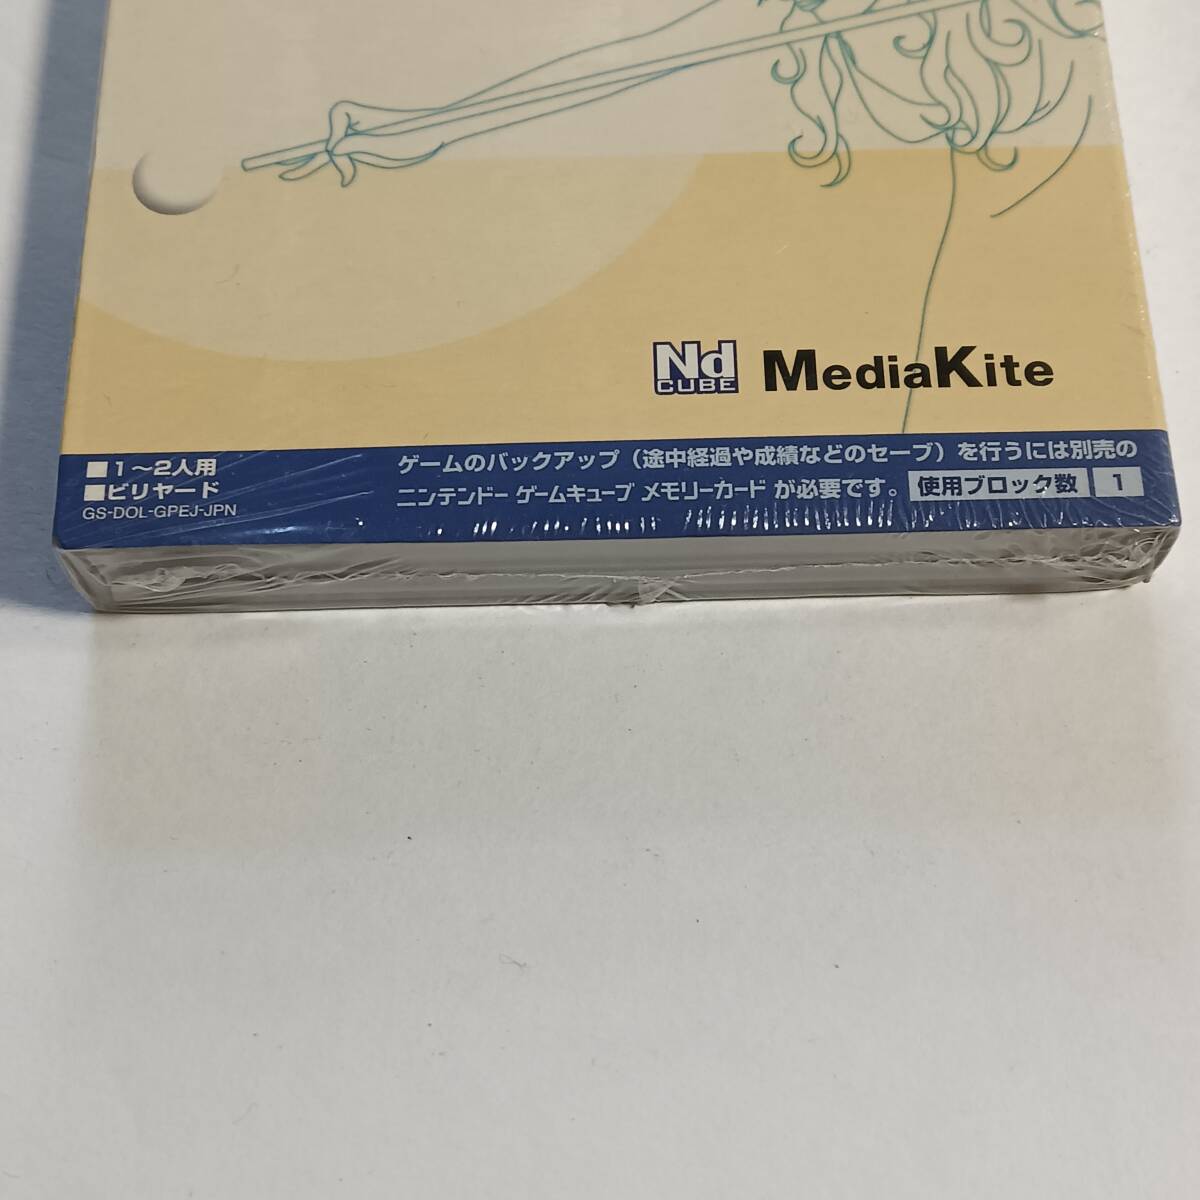 Nd
CUBE
MediaKite
■1～2人用
■ビリヤード
GS-DOL-GPEJ-JPN
ゲームのバックアップ（途中経過や成績などのセーブ）を行うには別売の
ニンテンドー ゲームキューブ メモリーカード が必要です。 使用ブロック数 1